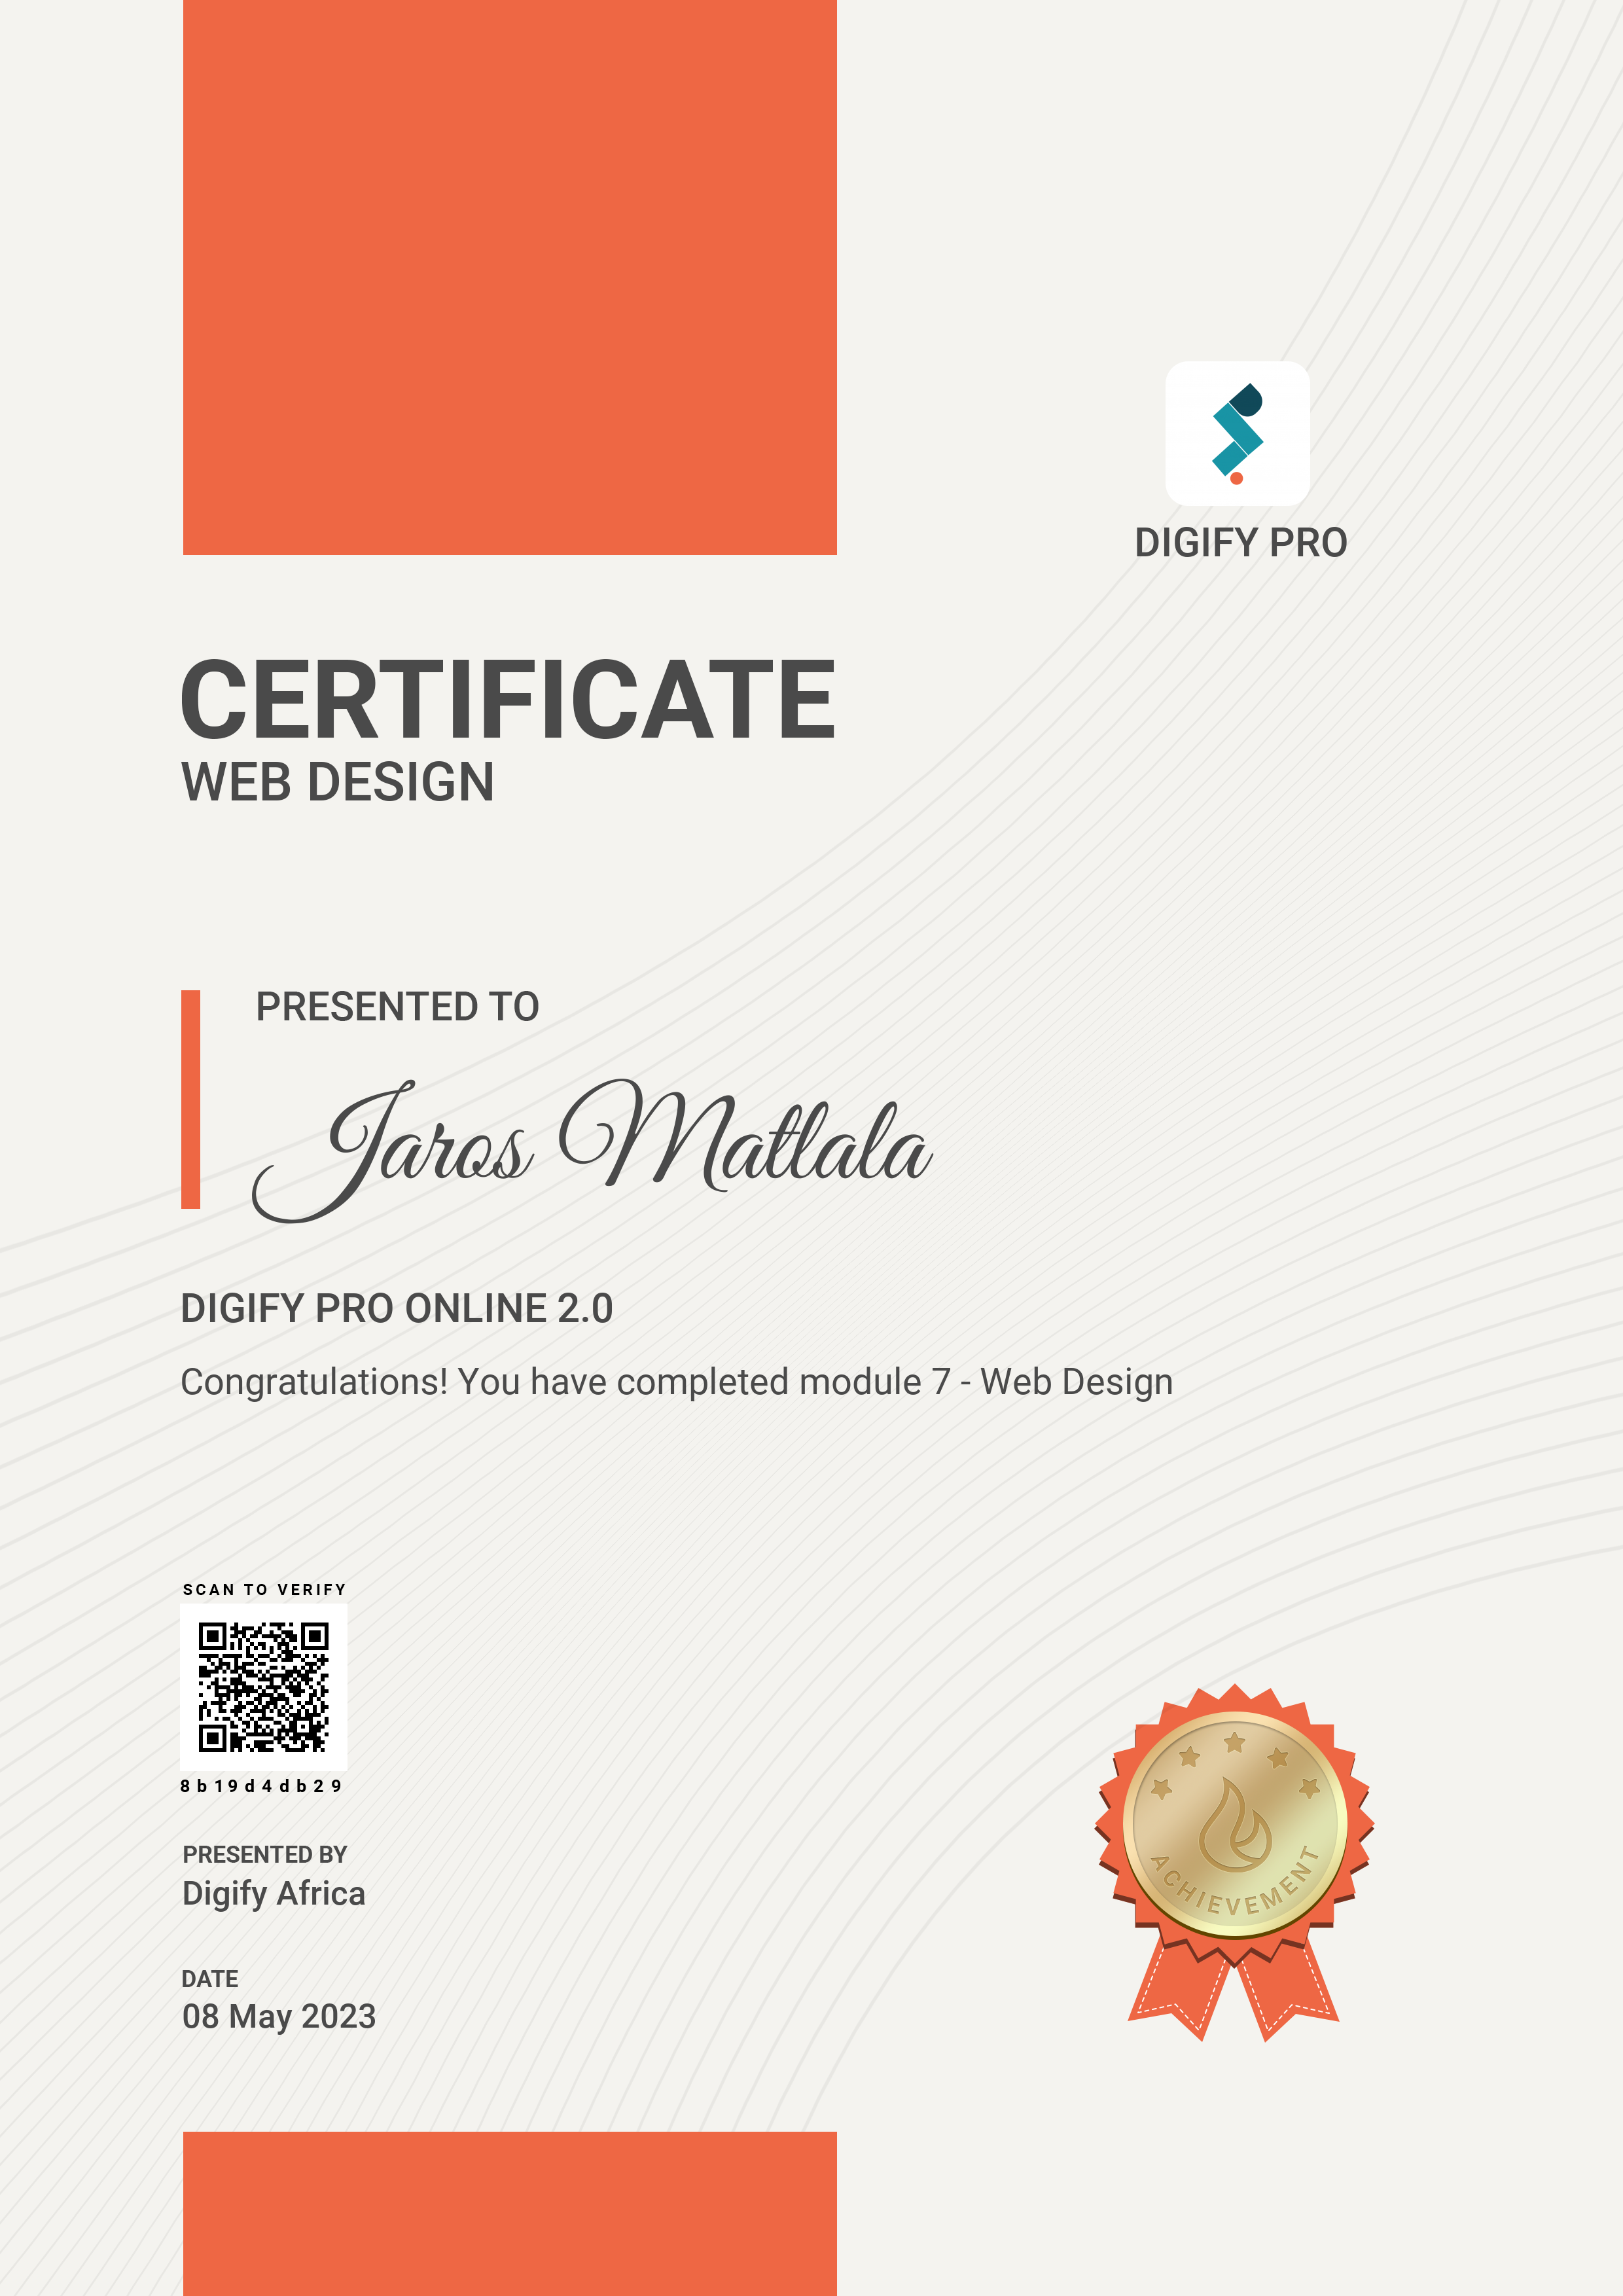 DIGIFY PRO
CERTIFICATE
WEB DESIGN
PRESENTED TO
Jaros Matlala
DIGIFY PRO ONLINE 2.0
Congratulations! You have completed module 7 - Web Design
SCAN TO VERIFY
8b19d4db29
PRESENTED BY
Digify Africa
DATE
08 May 2023
ACHIEVEMENT